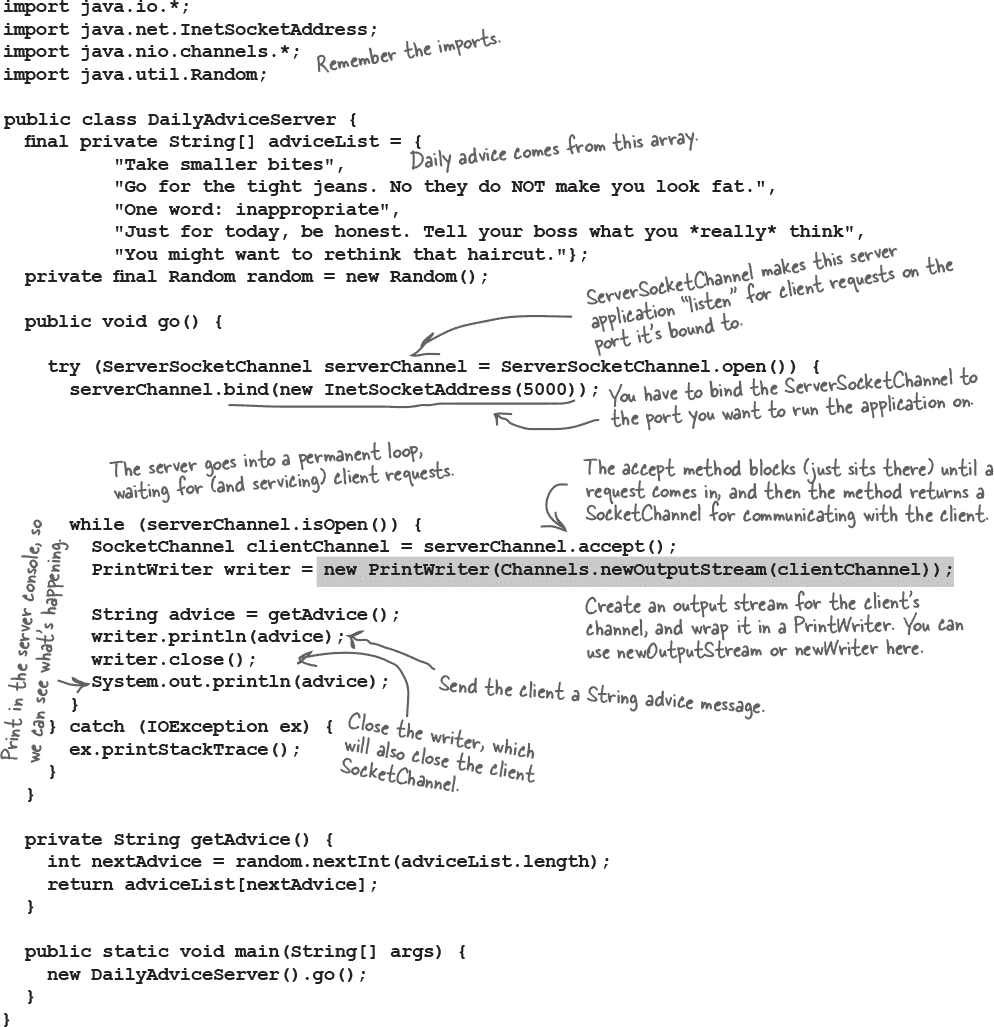 import java.io.*;
import java.net.InetSocketAddress;
import java.nio.channels.*;
import java.util.Random;
Remember the imports.
public class DailyAdviceServer {
final private String[] adviceList = {
Daily advice comes from this array.
"Take smaller bites",
"Go for the tight jeans. No they do NOT make you look fat.",
"One word: inappropriate",
"Just for today, be honest. Tell your boss what you *really* think",
"You might want to rethink that haircut."};
private final Random random = new Random();
ServerSocketChannel makes this server
application “listen” for client requests on the
port it's bound to.
public void go() {
try (ServerSocketChannel serverChannel = ServerSocketChannel.open()) {
serverChannel.bind(new InetSocketAddress(5000));
You have to bind the ServerSocketChannel to
the port you want to run the application on.
The server goes into a permanent loop,
waiting for (and servicing) client requests.
The accept method blocks (just sits there) until a
request comes in, and then the method returns a
SocketChannel for communicating with the client.
while (serverChannel.isOpen()) {
SocketChannel clientChannel = serverChannel.accept();
PrintWriter writer = new PrintWriter(Channels.newOutputStream(clientChannel));
Create an output stream for the client's
channel, and wrap it in a PrintWriter. You can
use newOutputStream or newWriter here.
String advice = getAdvice();
writer.println(advice);
writer.close();
System.out.println(advice);
Send the client a String advice message.
Print in the server console, so
we can see what's happening.
}
} catch (IOException ex) {
ex.printStackTrace();
Close the writer, which
will also close the client
SocketChannel.
}
}
private String getAdvice() {
int nextAdvice = random.nextInt(adviceList.length);
return adviceList[nextAdvice];
}
public static void main(String[] args) {
new DailyAdviceServer().go();
}
}